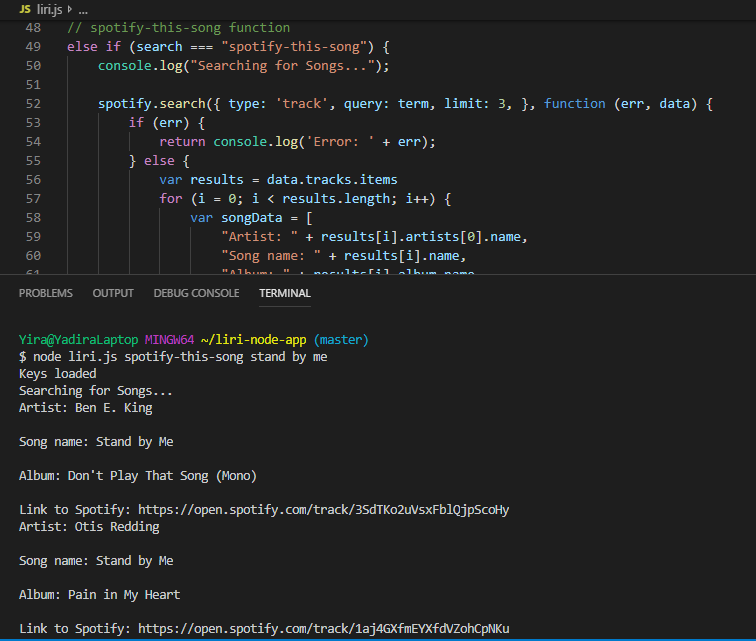 JS liri.js > ...
48 // spotify-this-song function
49 else if (search === "spotify-this-song") {
50 console.log("Searching for Songs...");
51
52 spotify.search({ type: 'track', query: term, limit: 3, }, function (err, data) {
53 if (err) {
54 return console.log('Error: ' + err);
55 } else {
56 var results = data.tracks.items
57 for (i = 0; i < results.length; i++) {
58 var songData = [
59 "Artist: " + results[i].artists[0].name,
60 "Song name: " + results[i].name,
61 "Album: " + results[i].album.name
PROBLEMS OUTPUT DEBUG CONSOLE TERMINAL
Yira@YadiraLaptop MINGW64 ~/liri-node-app (master)
$ node liri.js spotify-this-song stand by me
Keys loaded
Searching for Songs...
Artist: Ben E. King
Song name: Stand by Me
Album: Don't Play That Song (Mono)
Link to Spotify: https://open.spotify.com/track/3SdTKo2uVsxFblQjpScoHy
Artist: Otis Redding
Song name: Stand by Me
Album: Pain in My Heart
Link to Spotify: https://open.spotify.com/track/1aj4GXfmEYXfdVZohCpNKu